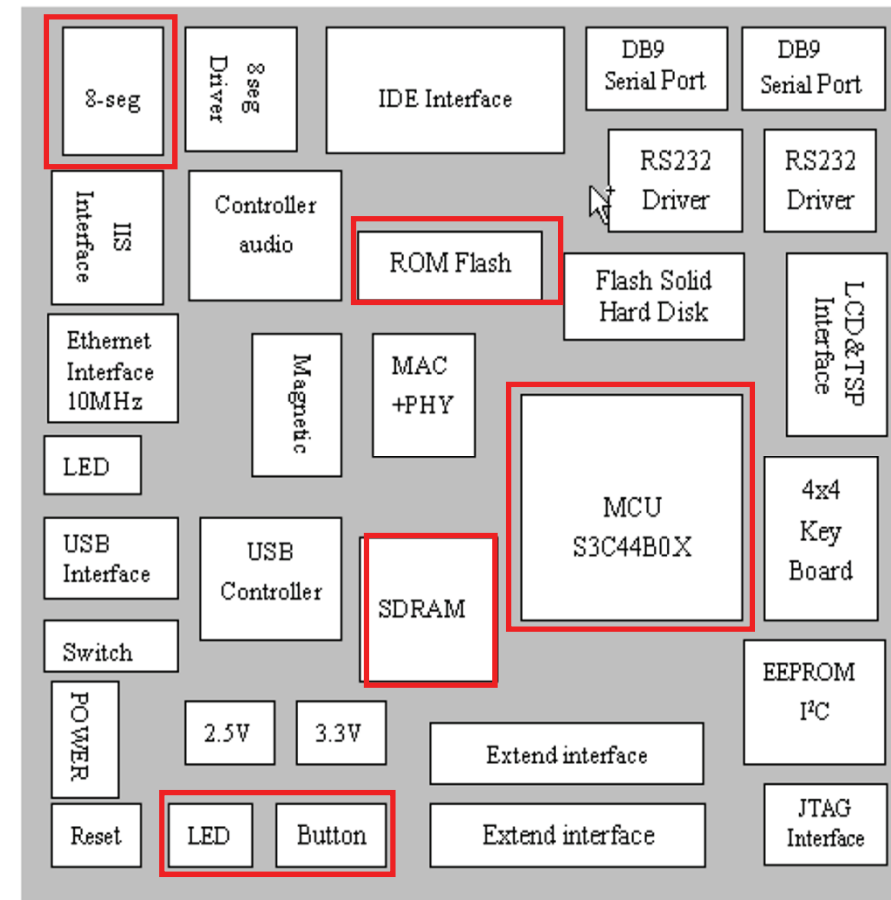 8-seg
8seg
Driver
IDE Interface
DB9
Serial Port
DB9
Serial Port
RS232
Driver
RS232
Driver
IIS
Interface
Controller
audio
ROM Flash
Flash Solid
Hard Disk
LCD&TSP
Interface
Ethernet
Interface
10MHz
Magnetic
MAC
+PHY
LED
MCU
S3C44B0X
4x4
Key
Board
USB
Interface
USB
Controller
SDRAM
Switch
EEPROM
I²C
POWER
2.5V
3.3V
Extend interface
Reset
LED
Button
Extend interface
JTAG
Interface